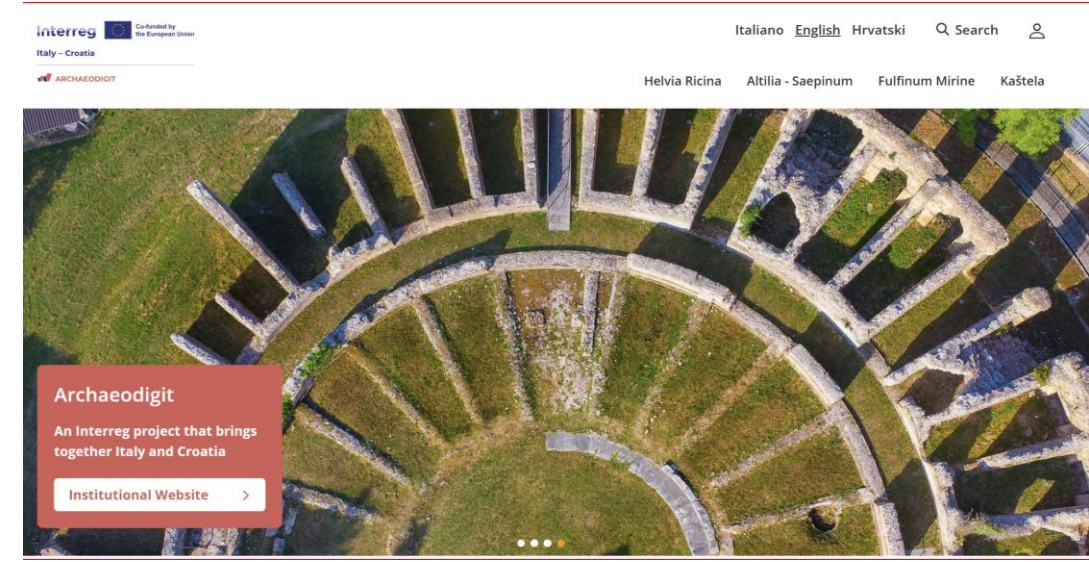 Interreg
Co-funded by
the European Union
Italy – Croatia
ARCHAEODIGIT
Italiano English Hrvatski Search
Helvia Ricina Altilia - Saepinum Fulfinum Mirine Kaštela
Archaeodigit
An Interreg project that brings
together Italy and Croatia
Institutional Website >